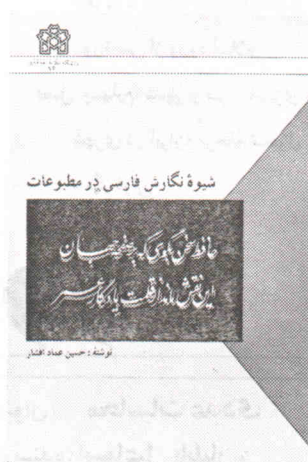 شیوهٔ نگارش فارسی در مطبوعات
حافظ سخن بگوی که بر صفحه جهان
این نقش ماند از قلمت یادگار عمر
نوشتهٔ: حسین عماد افشار